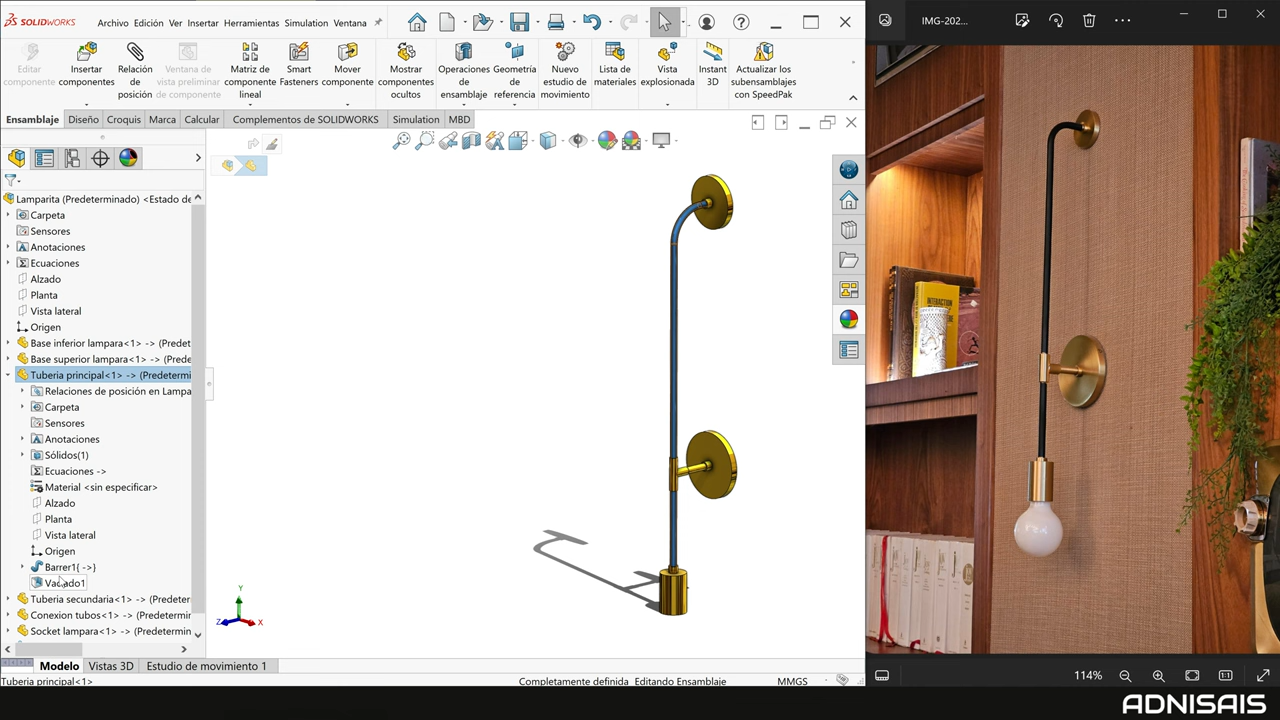 SOLIDWORKS
Archivo Edición Ver Insertar Herramientas Simulation Ventana
IMG-202...
Editar componente
Insertar componentes
Relación de posición
Ventana de vista preliminar de componente
Matriz de componente lineal
Smart Fasteners
Mover componente
Mostrar componentes ocultos
Operaciones de ensamblaje
Geometría de referencia
Nuevo estudio de movimiento
Lista de materiales
Vista explosionada
Instant 3D
Actualizar los subensamblajes con SpeedPak
Ensamblaje Diseño Croquis Marca Calcular Complementos de SOLIDWORKS Simulation MBD
Lamparita (Predeterminado) <Estado de
Carpeta
Sensores
Anotaciones
Ecuaciones
Alzado
Planta
Vista lateral
Origen
Base inferior lampara<1> -> (Predet
Base superior lampara<1> -> (Prede
Tuberia principal<1> -> (Predetermi
Relaciones de posición en Lampa
Carpeta
Sensores
Anotaciones
Sólidos(1)
Ecuaciones ->
Material <sin especificar>
Alzado
Planta
Vista lateral
Origen
Barrer1{ ->}
Vaciado1
Tuberia secundaria<1> -> (Predeter
Conexion tubos<1> -> (Predetermin
Socket lampara<1> -> (Predetermin
Y
Z X
INTERACTION
Modelo Vistas 3D Estudio de movimiento 1
Tuberia principal<1> Completamente definida Editando Ensamblaje MMGS
114%
ADNISAIS